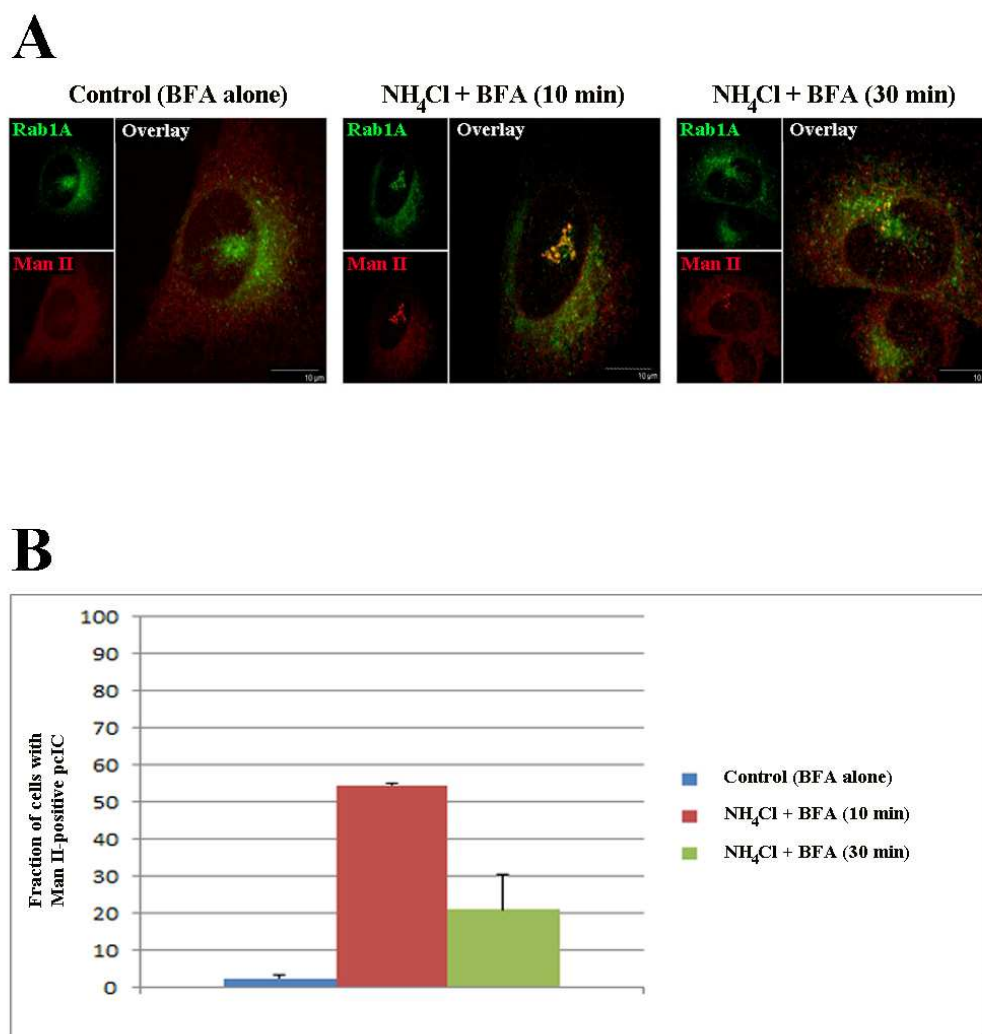 A
Control (BFA alone)
NH4Cl + BFA (10 min)
NH4Cl + BFA (30 min)
Rab1A
Overlay
Man II
10 µm
Rab1A
Overlay
Man II
10 µm
Rab1A
Overlay
Man II
10
B
100
90
80
70
60
50
40
30
20
10
0
Fraction of cells with
Man II-positive pcIC
Control (BFA alone)
NH4Cl + BFA (10 min)
NH4Cl + BFA (30 min)